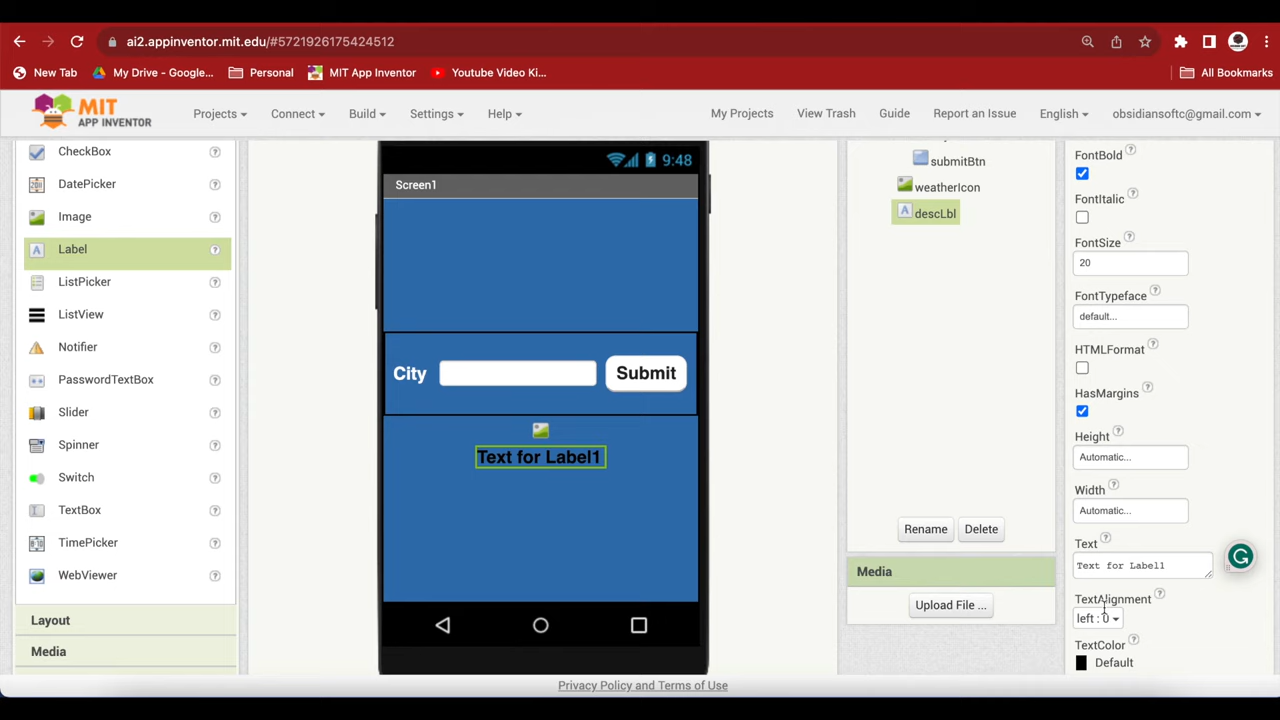 ai2.appinventor.mit.edu/#5721926175424512
New Tab
My Drive - Google...
Personal
MIT App Inventor
Youtube Video Ki...
All Bookmarks
MIT
APP INVENTOR
Projects
Connect
Build
Settings
Help
My Projects
View Trash
Guide
Report an Issue
English
obsidiansoftc@gmail.com
CheckBox
DatePicker
Image
Label
ListPicker
ListView
Notifier
PasswordTextBox
Slider
Spinner
Switch
TextBox
TimePicker
WebViewer
Layout
Media
9:48
Screen1
City
Submit
Text for Label1
submitBtn
weatherIcon
descLbl
Rename
Delete
Media
Upload File ...
FontBold
FontItalic
FontSize
20
FontTypeface
default...
HTMLFormat
HasMargins
Height
Automatic...
Width
Automatic...
Text
Text for Label1
TextAlignment
left : 0
TextColor
Default
Privacy Policy and Terms of Use